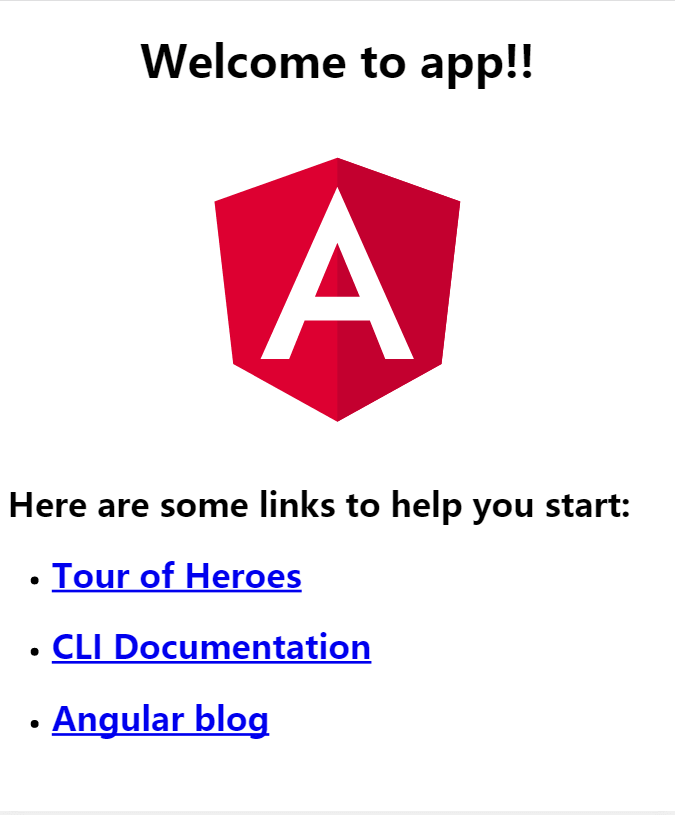 Welcome to app!!
A
Here are some links to help you start:
Tour of Heroes
CLI Documentation
Angular blog